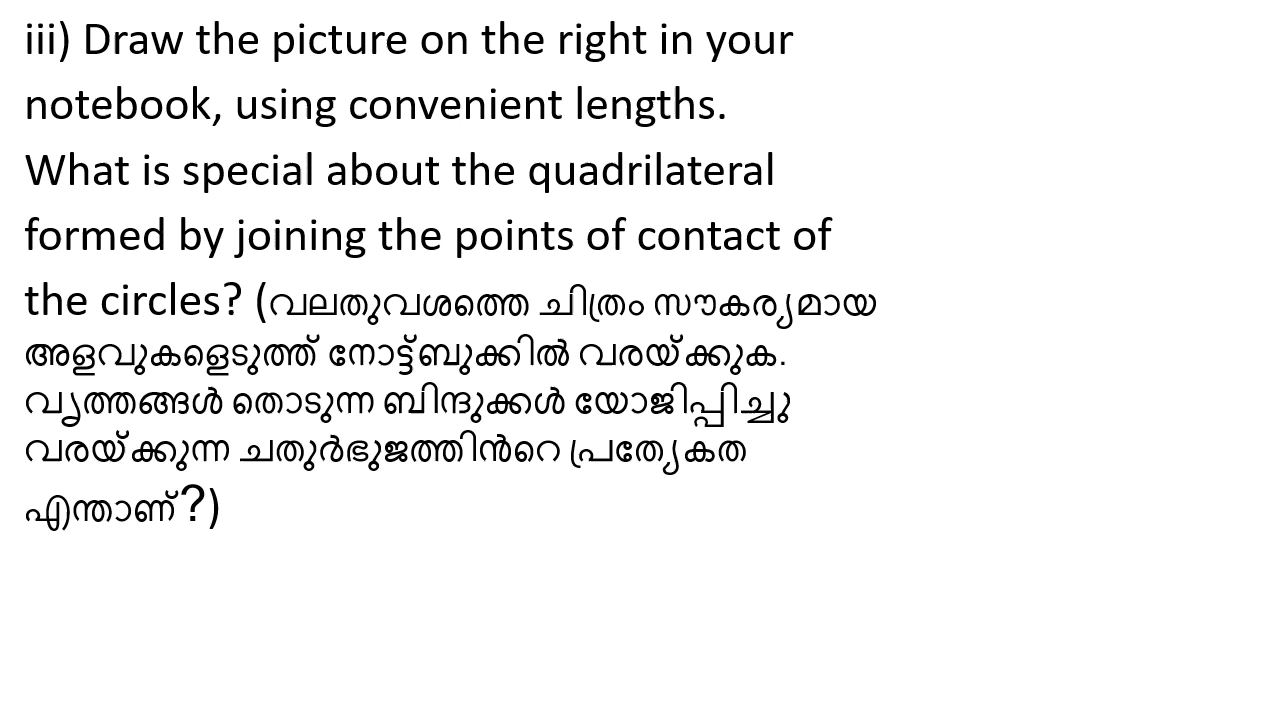 iii) Draw the picture on the right in your
notebook, using convenient lengths.
What is special about the quadrilateral
formed by joining the points of contact of
the circles? (വലതുവശത്തെ ചിത്രം സൗകര്യമായ
അളവുകളെടുത്ത് നോട്ട്ബുക്കിൽ വരയ്ക്കുക.
വൃത്തങ്ങൾ തൊടുന്ന ബിന്ദുക്കൾ യോജിപ്പിച്ചു
വരയ്ക്കുന്ന ചതുർഭുജത്തിൻറെ പ്രത്യേകത
എന്താണ്?)